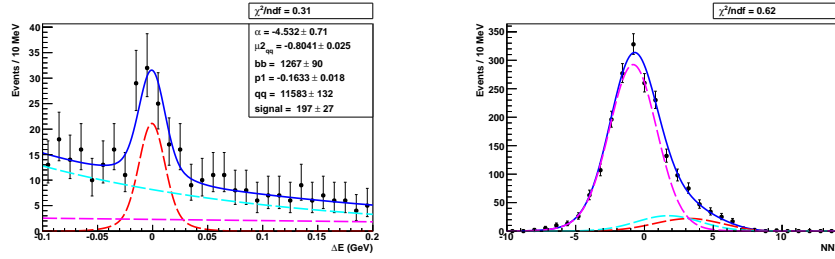 χ²/ndf = 0.31
α = -4.532± 0.71
μ2qq = -0.8041± 0.025
bb = 1267± 90
p1 = -0.1633± 0.018
qq = 11583± 132
signal = 197± 27
Events / 10 MeV
40
35
30
25
20
15
10
5
0
-0.1 -0.05 0 0.05 0.1 0.15 0.2
ΔE (GeV)
χ²/ndf = 0.62
Events / 10 MeV
350
300
250
200
150
100
50
0
-10 -5 0 5 10
NN